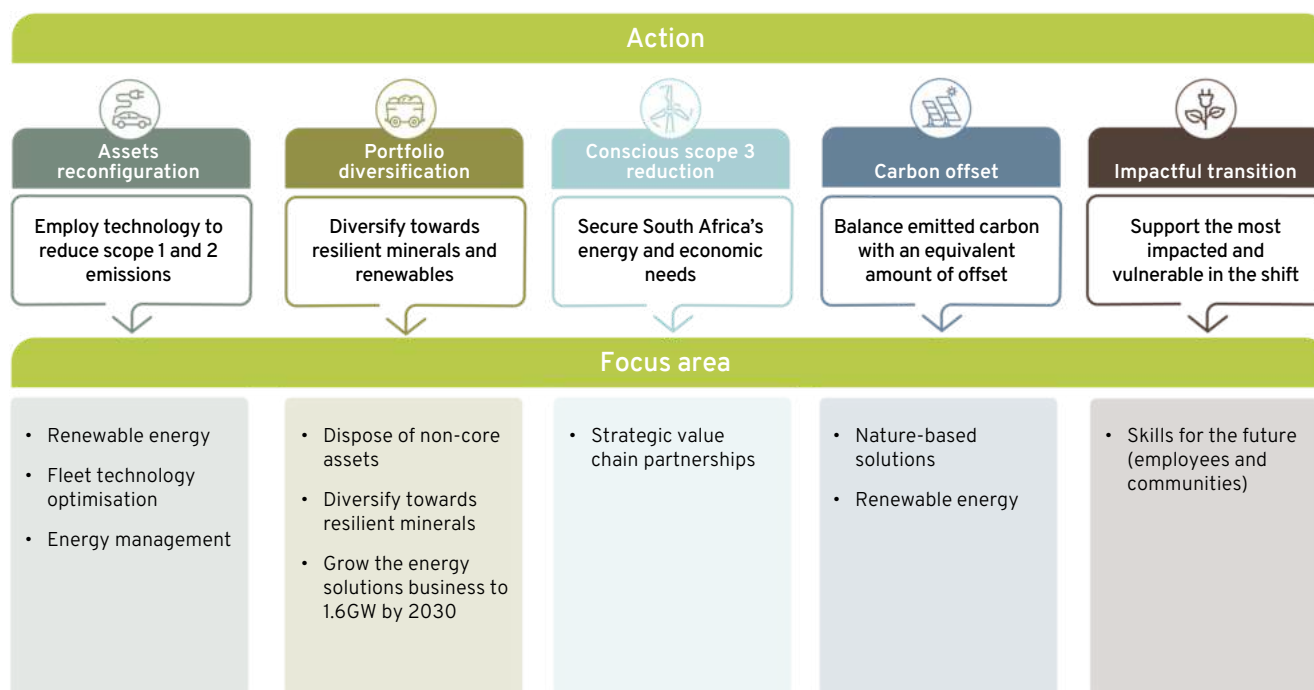 Action
Assets
reconfiguration
Employ technology to
reduce scope 1 and 2
emissions
Portfolio
diversification
Diversify towards
resilient minerals and
renewables
Conscious scope 3
reduction
Secure South Africa's
energy and economic
needs
Carbon offset
Balance emitted carbon
with an equivalent
amount of offset
Impactful transition
Support the most
impacted and
vulnerable in the shift
Focus area
• Renewable energy
• Fleet technology
optimisation
• Energy management
• Dispose of non-core
assets
• Diversify towards
resilient minerals
• Grow the energy
solutions business to
1.6GW by 2030
• Strategic value
chain partnerships
• Nature-based
solutions
• Renewable energy
• Skills for the future
(employees and
communities)